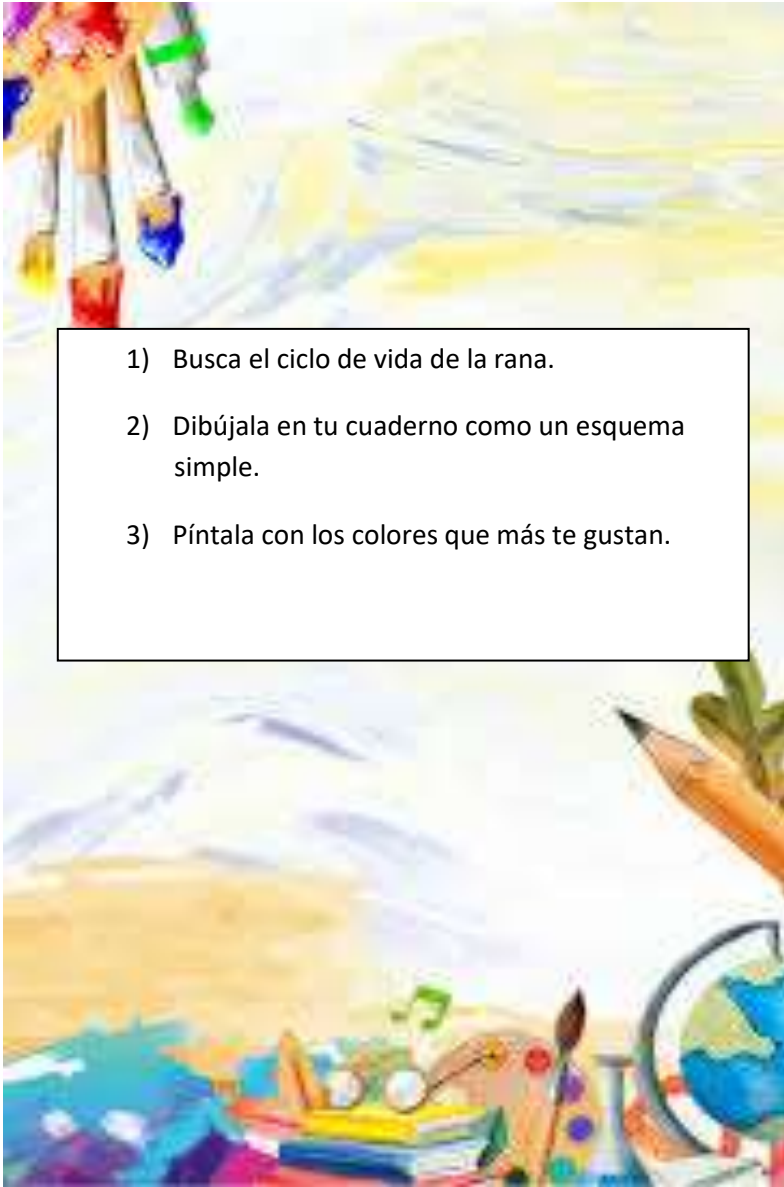 1) Busca el ciclo de vida de la rana.
2) Dibújala en tu cuaderno como un esquema
simple.
3) Píntala con los colores que más te gustan.